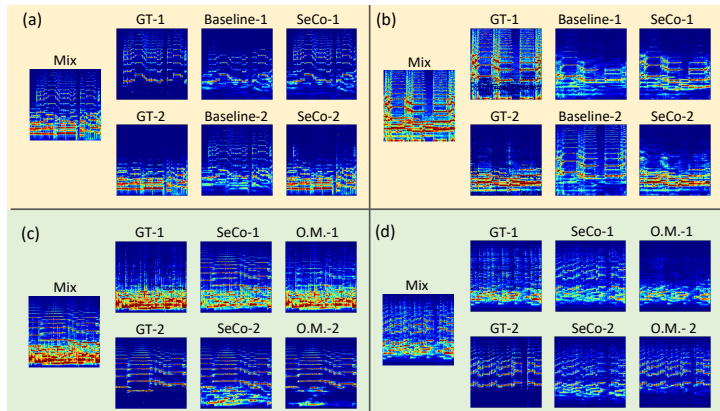 (a)
GT-1 Baseline-1 SeCo-1
Mix
GT-2 Baseline-2 SeCo-2
(b)
GT-1 Baseline-1 SeCo-1
Mix
GT-2 Baseline-2 SeCo-2
(c)
GT-1 SeCo-1 O.M.-1
Mix
GT-2 SeCo-2 O.M.-2
(d)
GT-1 SeCo-1 O.M.-1
Mix
GT-2 SeCo-2 O.M.- 2